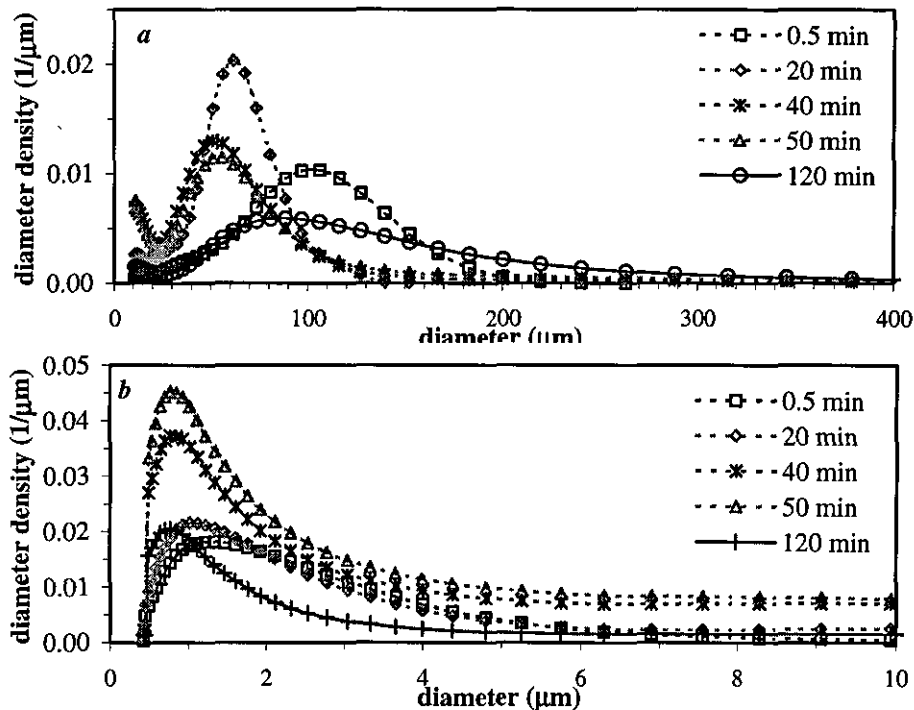 a
diameter density (1/µm)
0.02
0.01
0.00
0.5 min
20 min
40 min
50 min
120 min
0 100 200 300 400
diameter (µm)
b
diameter density (1/µm)
0.05
0.04
0.03
0.02
0.01
0.00
0.5 min
20 min
40 min
50 min
120 min
0 2 4 6 8 10
diameter (µm)